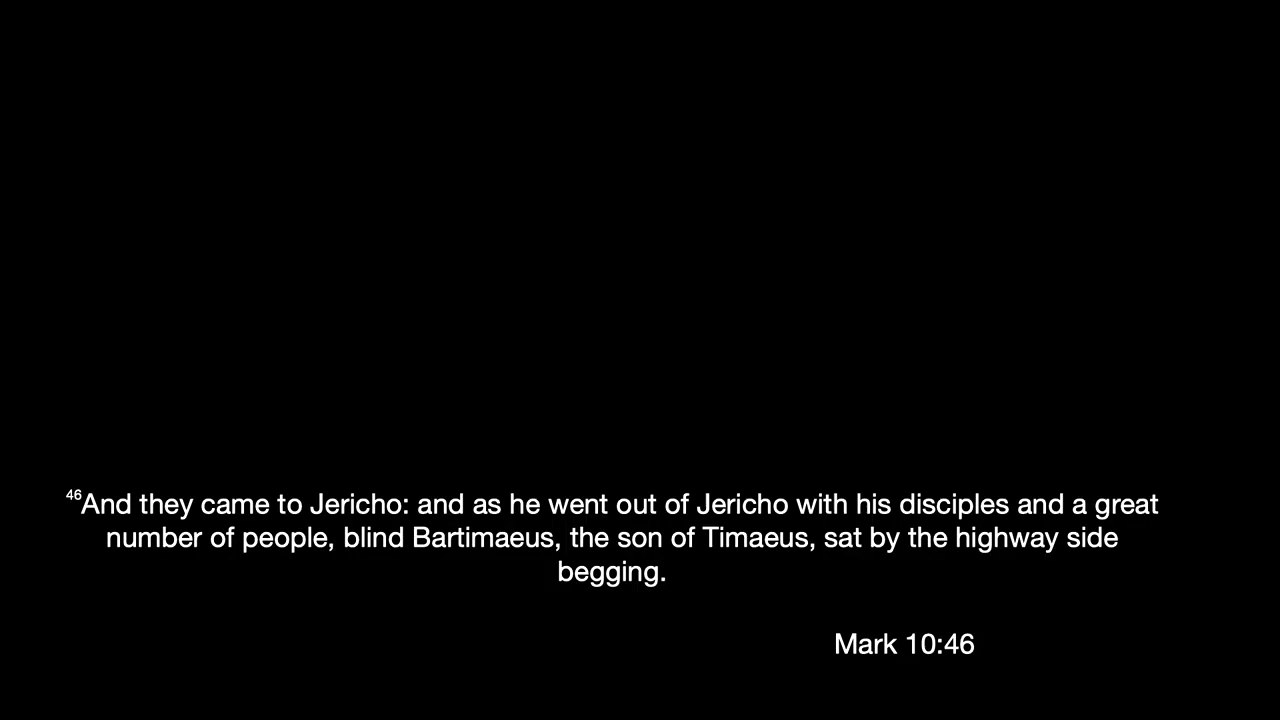 46And they came to Jericho: and as he went out of Jericho with his disciples and a great
number of people, blind Bartimaeus, the son of Timaeus, sat by the highway side
begging.
Mark 10:46